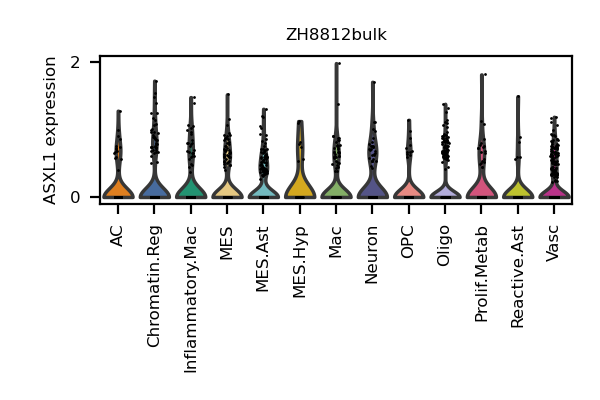 ZH8812bulk
ASXL1 expression
2
0
AC
Chromatin.Reg
Inflammatory.Mac
MES
MES.Ast
MES.Hyp
Mac
Neuron
OPC
Oligo
Prolif.Metab
Reactive.Ast
Vasc